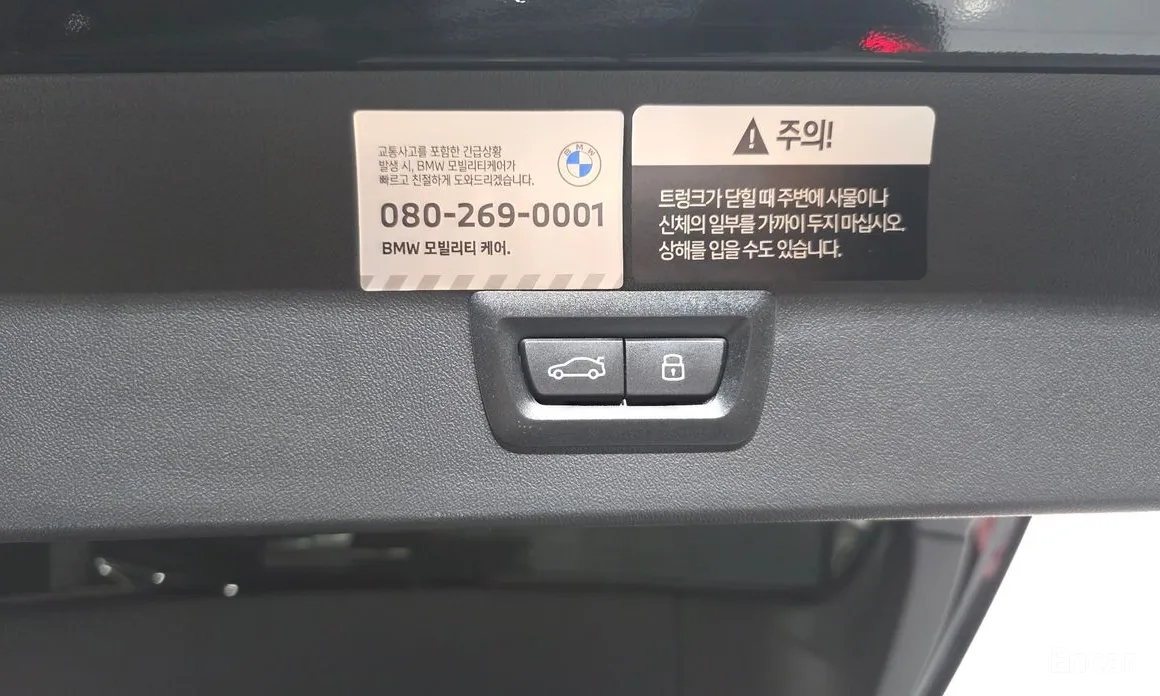 교통사고를 포함한 긴급상황
발생 시, BMW 모빌리티케어가
빠르고 친절하게 도와드리겠습니다.
BMW
080-269-0001
BMW 모빌리티 케어.
주의!
트렁크가 닫힐 때 주변에 사물이나
신체의 일부를 가까이 두지 마십시오.
상해를 입을 수도 있습니다.
Encar